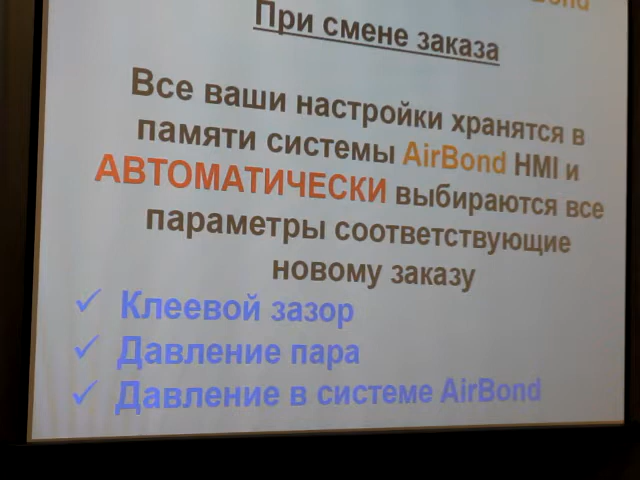 При смене заказа
Все ваши настройки хранятся в
памяти системы AirBond HMI и
АВТОМАТИЧЕСКИ выбираются все
параметры соответствующие
новому заказу
✓ Клеевой зазор
✓ Давление пара
✓ Давление в системе AirBond